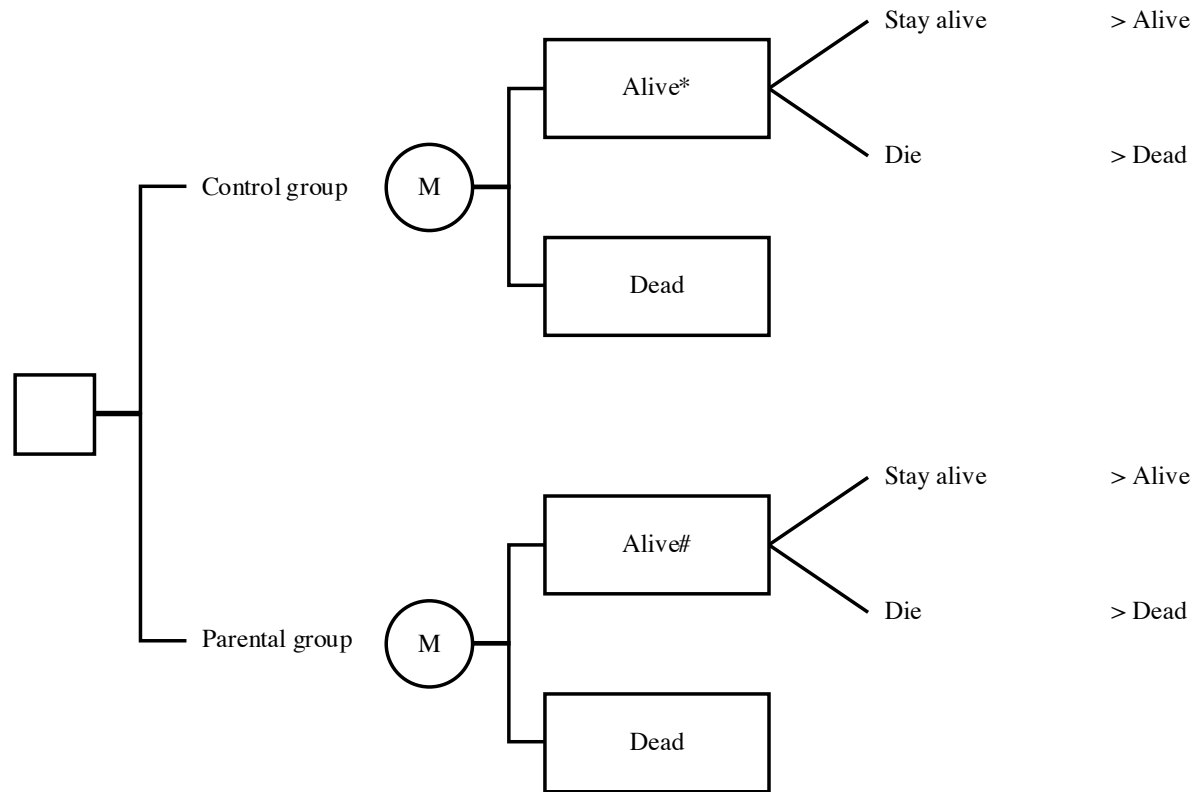 Stay alive > Alive
Alive*
Die > Dead
Control group M
Dead
Stay alive > Alive
Alive#
Die > Dead
Parental group M
Dead